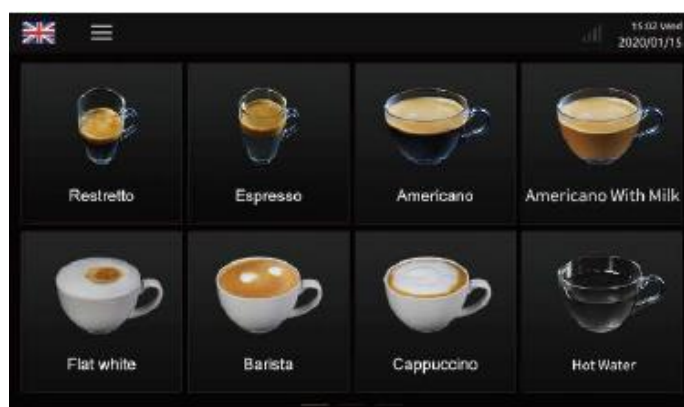 15:02 Wed
2020/01/15
Restretto
Espresso
Americano
Americano With Milk
Flat white
Barista
Cappuccino
Hot Water